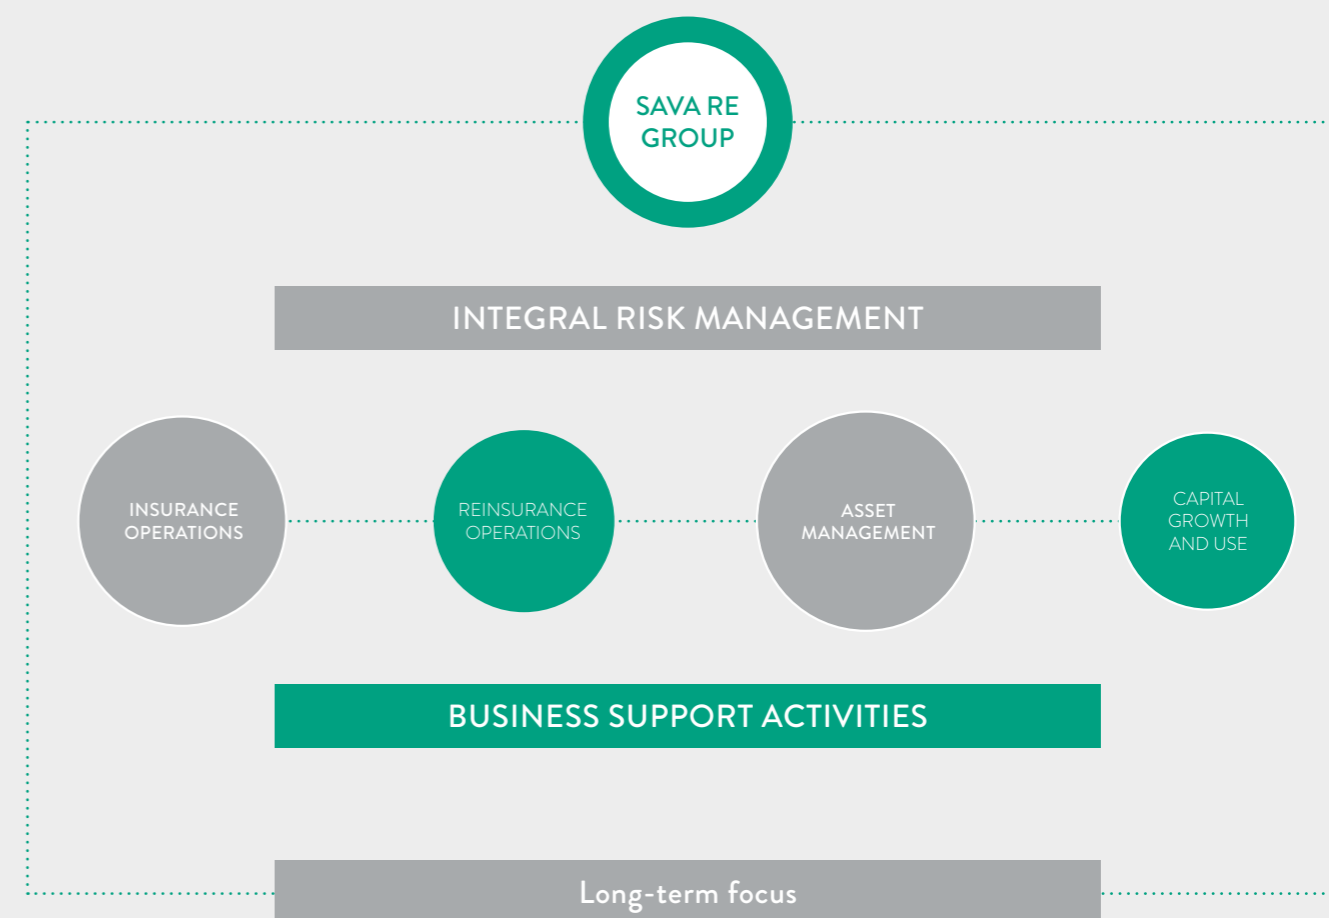 SAVA RE
GROUP
INTEGRAL RISK MANAGEMENT
INSURANCE
OPERATIONS
REINSURANCE
OPERATIONS
ASSET
MANAGEMENT
CAPITAL
GROWTH
AND USE
BUSINESS SUPPORT ACTIVITIES
Long-term focus